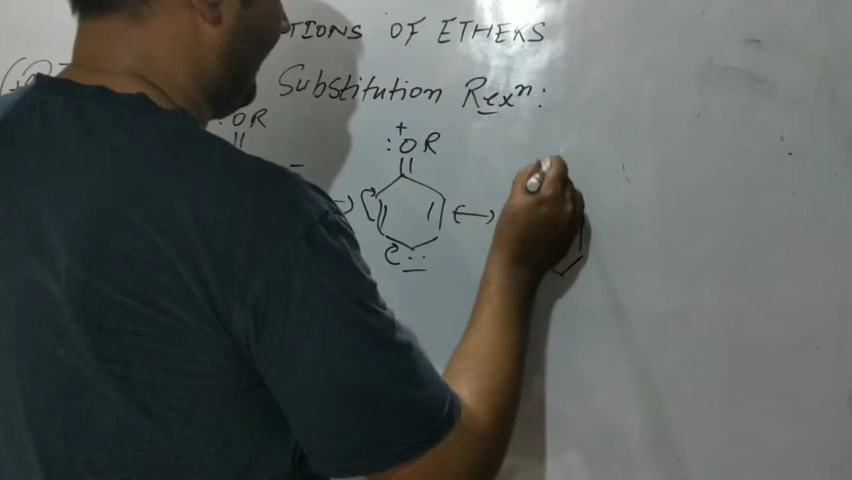 TIONS OF ETHERS
Substitution Rexⁿ:
+
: OR
: OR